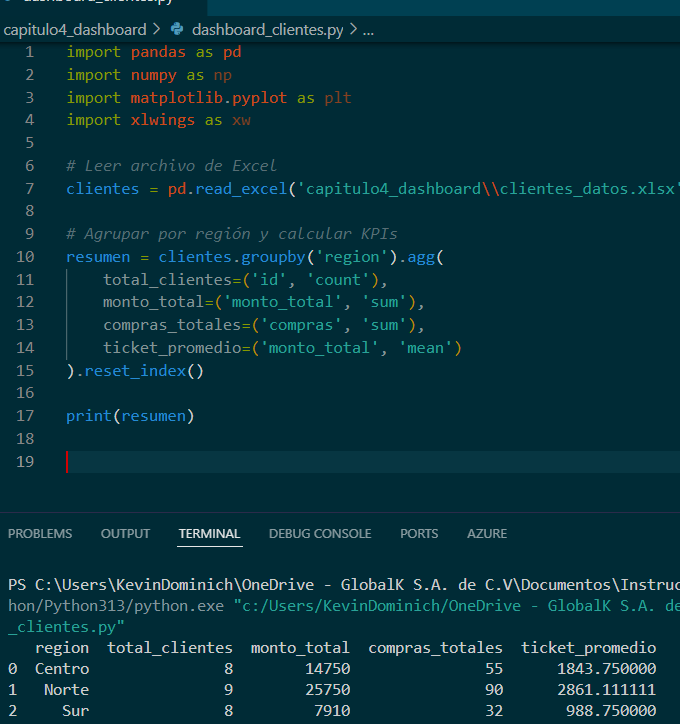 dashboard_clientes.py
capitulo4_dashboard > dashboard_clientes.py > ...
1 import pandas as pd
2 import numpy as np
3 import matplotlib.pyplot as plt
4 import xlwings as xw
5
6 # Leer archivo de Excel
7 clientes = pd.read_excel('capitulo4_dashboard\\clientes_datos.xlsx'
8
9 # Agrupar por región y calcular KPIs
10 resumen = clientes.groupby('region').agg(
11     total_clientes=('id', 'count'),
12     monto_total=('monto_total', 'sum'),
13     compras_totales=('compras', 'sum'),
14     ticket_promedio=('monto_total', 'mean')
15 ).reset_index()
16
17 print(resumen)
18
19
PROBLEMS OUTPUT TERMINAL DEBUG CONSOLE PORTS AZURE
PS C:\Users\KevinDominich\OneDrive - GlobalK S.A. de C.V\Documentos\Instruc
hon/Python313/python.exe "c:/Users/KevinDominich/OneDrive - GlobalK S.A. de
_clientes.py"
region total_clientes monto_total compras_totales ticket_promedio
0 Centro 8 14750 55 1843.750000
1 Norte 9 25750 90 2861.111111
2 Sur 8 7910 32 988.750000